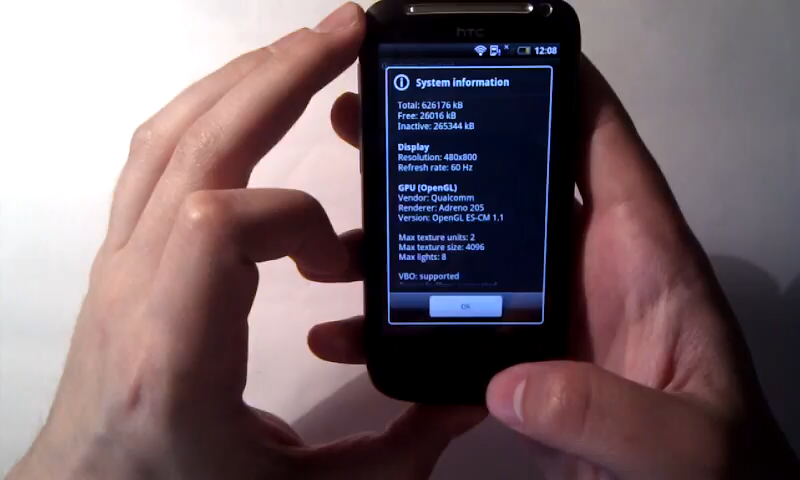 hTC
12:08
System information
Total: 626176 kB
Free: 26016 kB
Inactive: 265344 kB
Display
Resolution: 480x800
Refresh rate: 60 Hz
GPU (OpenGL)
Vendor: Qualcomm
Renderer: Adreno 205
Version: OpenGL ES-CM 1.1
Max texture units: 2
Max texture size: 4096
Max lights: 8
VBO: supported
OK